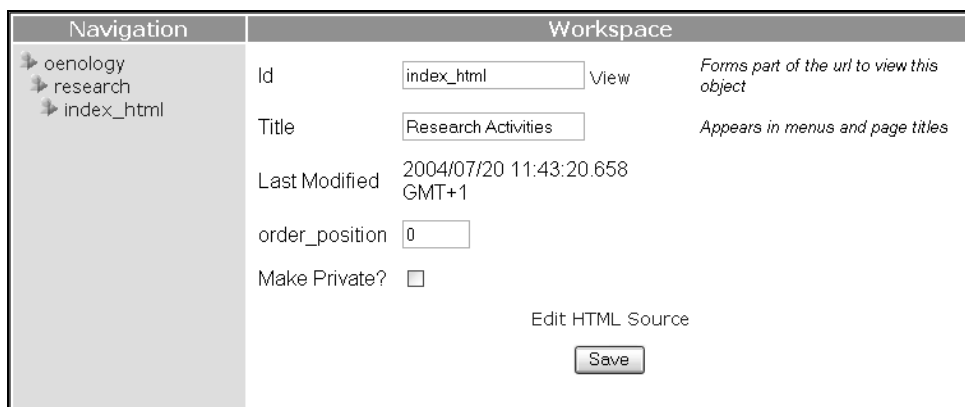 Navigation
Workspace
oenology
research
index_html
Id
index_html
View
Forms part of the url to view this
object
Title
Research Activities
Appears in menus and page titles
Last Modified
2004/07/20 11:43:20.658
GMT+1
order_position
0
Make Private?
Edit HTML Source
Save